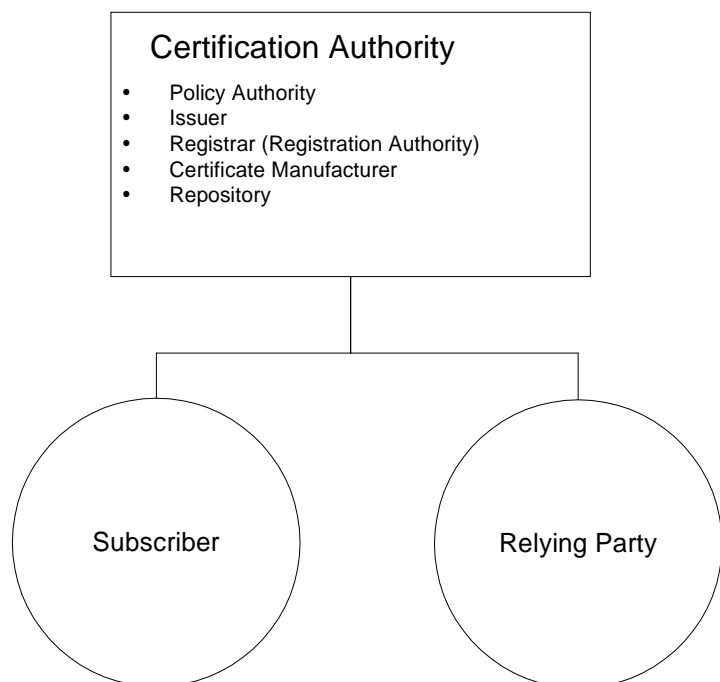 Certification Authority
• Policy Authority
• Issuer
• Registrar (Registration Authority)
• Certificate Manufacturer
• Repository
Subscriber
Relying Party